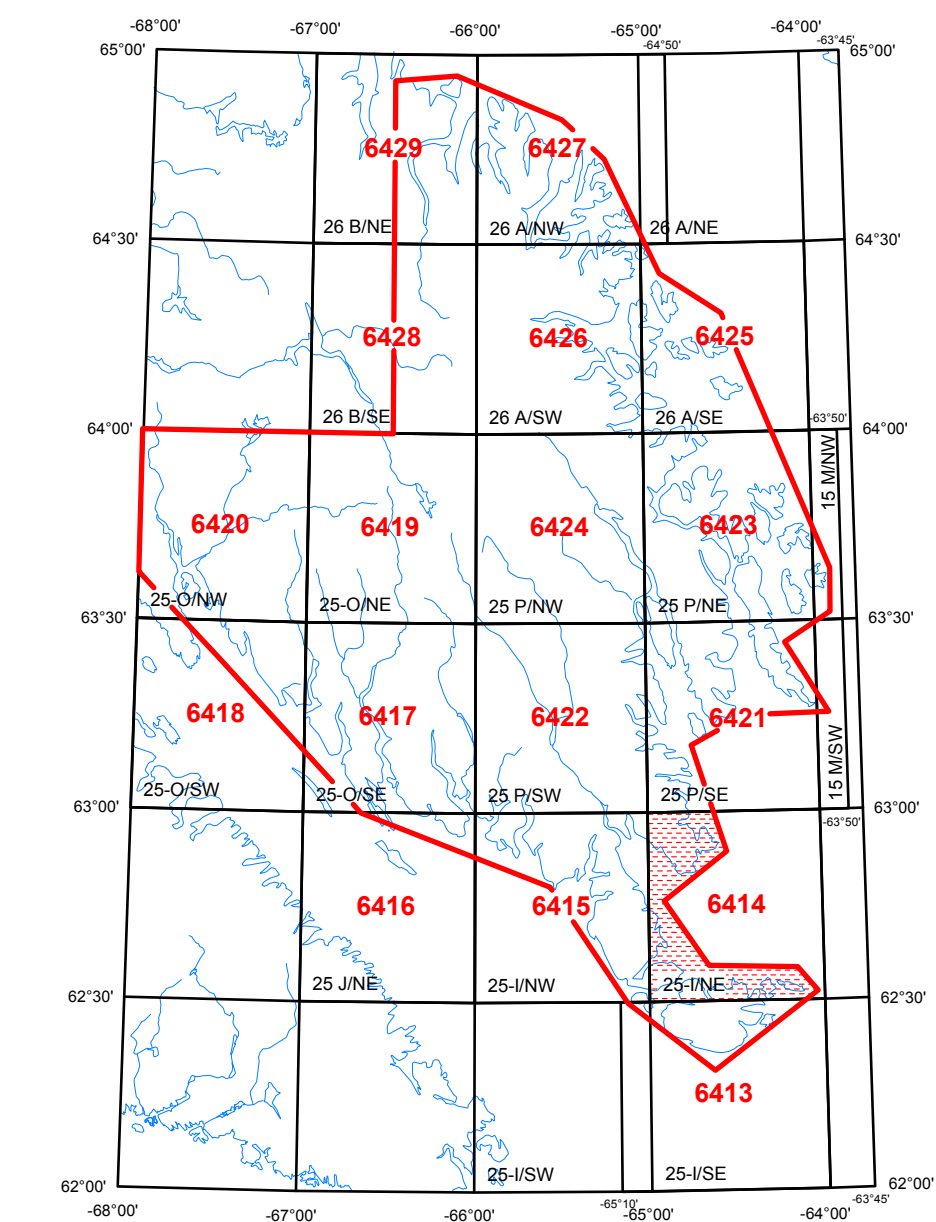 -68°00' -67°00' -66°00' -65°00' -64°00'
-64°50' -63°45'
65°00' 65°00'
6429 6427
26 B/NE 26 A/NW 26 A/NE
64°30' 64°30'
6428 6426 6425
26 B/SE 26 A/SW 26 A/SE -63°50'
64°00' 64°00'
15 M/NW
6420 6419 6424 6423
25-O/NW 25-O/NE 25 P/NW 25 P/NE
63°30' 63°30'
6418 6417 6422 6421
15 M/SW
25-O/SW 25-O/SE 25 P/SW 25 P/SE
63°00' 63°00'
-63°50'
6416 6415 6414
25 J/NE 25-I/NW 25-I/NE
62°30' 62°30'
6413
25-I/SW 25-I/SE
62°00' 62°00'
-65°10' -63°45'
-68°00' -67°00' -66°00' -65°00' -64°00'